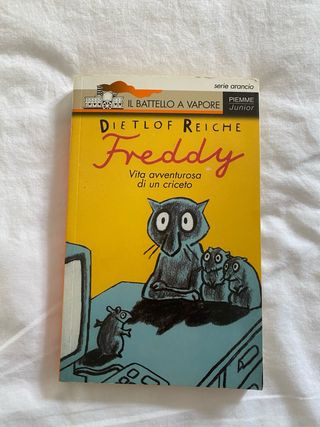 serie arancio
IL BATTELLO A VAPORE
PIEMME
Junior
DIETLOF REICHE
Freddy
Vita avventurosa
di un criceto